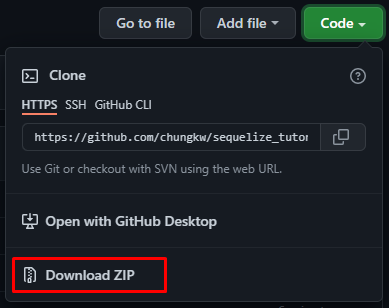 Go to file Add file Code
Clone
HTTPS SSH GitHub CLI
https://github.com/chungkw/sequelize_tutor
Use Git or checkout with SVN using the web URL.
Open with GitHub Desktop
Download ZIP